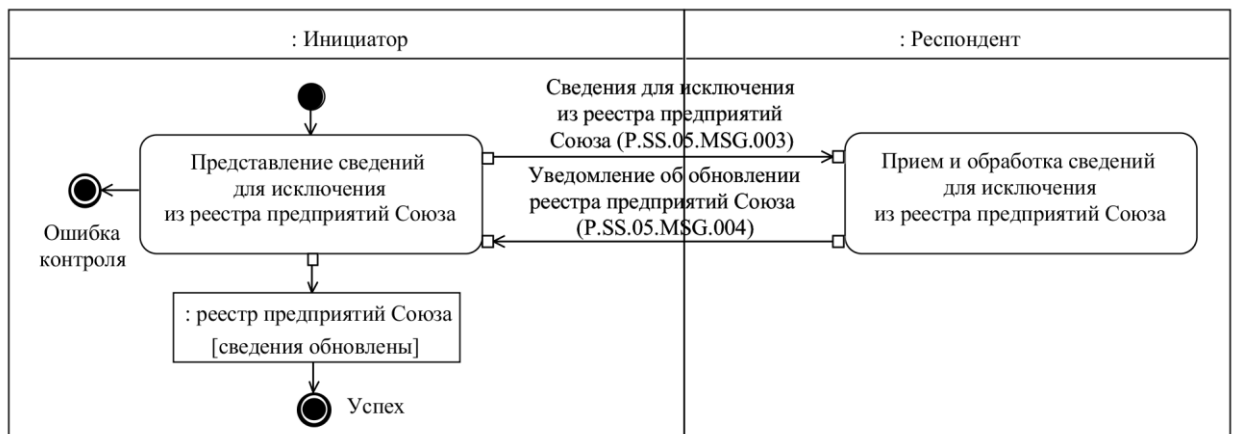 : Инициатор
: Респондент
Сведения для исключения
из реестра предприятий
Союза (P.SS.05.MSG.003)
Представление сведений
для исключения
из реестра предприятий Союза
Уведомление об обновлении
реестра предприятий Союза
(P.SS.05.MSG.004)
Прием и обработка сведений
для исключения
из реестра предприятий Союза
Ошибка
контроля
: реестр предприятий Союза
[сведения обновлены]
Успех